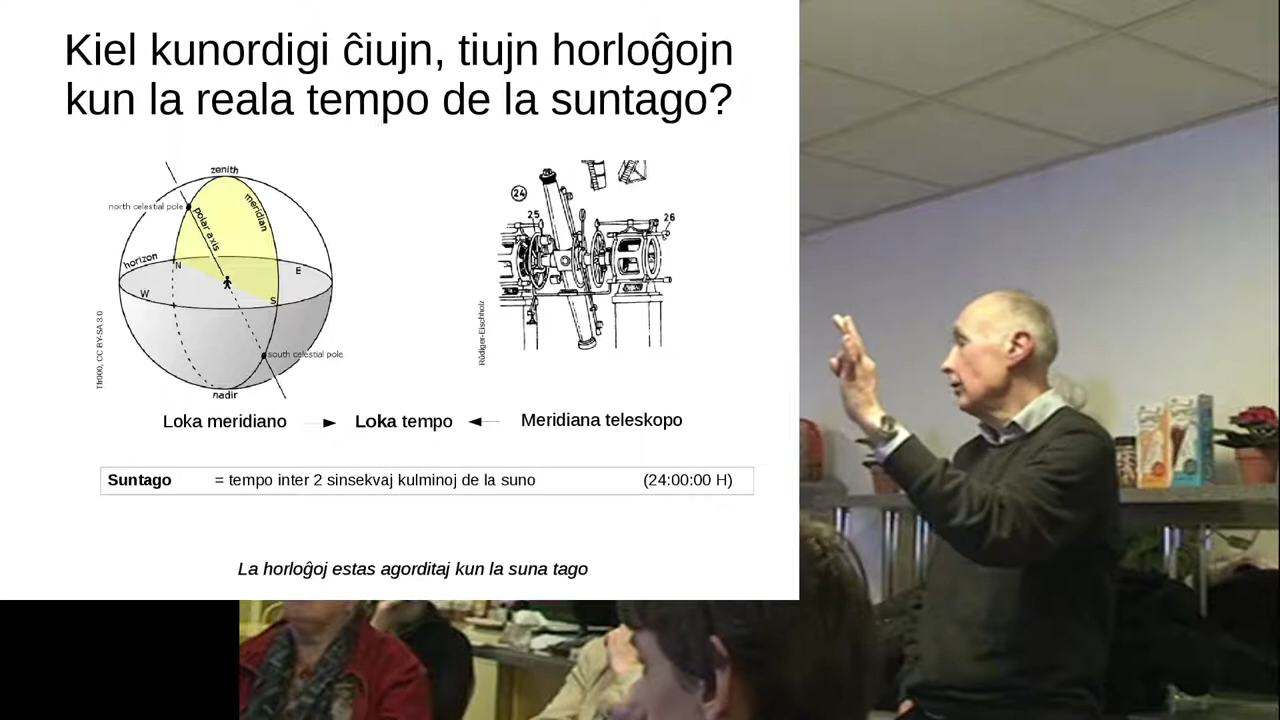 Kiel kunordigi ĉiujn, tiujn horloĝojn
kun la reala tempo de la suntago?
zenith
north celestial pole
polar axis
meridian
horizon
N
E
W
S
south celestial pole
nadir
Tfr000, CC BY-SA 3.0
24
25
26
Rüdiger-Eischholz
Loka meridiano
Loka tempo
Meridiana teleskopo
Suntago = tempo inter 2 sinsekvaj kulminoj de la suno (24:00:00 H)
La horloĝoj estas agorditaj kun la suna tago